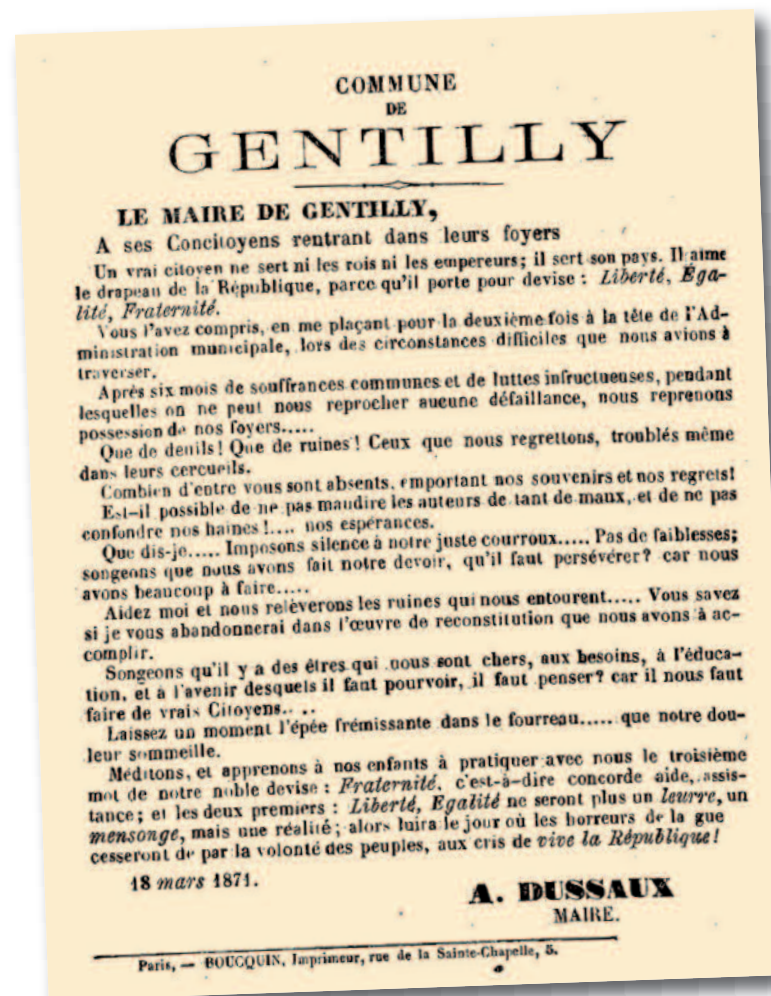 COMMUNE
DE
GENTILLY
LE MAIRE DE GENTILLY,
A ses Concitoyens rentrant dans leurs foyers
Un vrai citoyen ne sert ni les rois ni les empereurs; il sert son pays. Il aime
le drapeau de la République, parce qu'il porte pour devise : Liberté, Éga-
lité, Fraternité.
Vous l'avez compris, en me plaçant pour la deuxième fois à la tête de l'Ad-
ministration municipale, lors des circonstances difficiles que nous avions à
traverser.
Après six mois de souffrances communes et de luttes infructueuses, pendant
lesquelles on ne peut nous reprocher aucune défaillance, nous reprenons
possession de nos foyers.....
Que de deuils! Que de ruines! Ceux que nous regrettons, troublés même
dans leurs cercueils.
Combien d'entre vous sont absents, emportant nos souvenirs et nos regrets!
Est-il possible de ne pas maudire les auteurs de tant de maux, et de ne pas
confondre nos haines!.... nos espérances.
Que dis-je..... Imposons silence à notre juste courroux..... Pas de faiblesses;
songeons que nous avons fait notre devoir, qu'il faut persévérer? car nous
avons beaucoup à faire.....
Aidez moi et nous relèverons les ruines qui nous entourent..... Vous savez
si je vous abandonnerai dans l'œuvre de reconstitution que nous avons à ac-
complir.
Songeons qu'il y a des êtres qui nous sont chers, aux besoins, à l'éduca-
tion, et à l'avenir desquels il faut pourvoir, il faut penser? car il nous faut
faire de vrais Citoyens....
Laissez un moment l'épée frémissante dans le fourreau..... que notre dou-
leur sommeille.
Méditons, et apprenons à nos enfants à pratiquer avec nous le troisième
mot de notre noble devise : Fraternité. c'est-à-dire concorde aide, assis-
tance; et les deux premiers : Liberté, Egalité ne seront plus un leurre, un
mensonge, mais une réalité; alors luira le jour où les horreurs de la gue
cesseront de par la volonté des peuples, aux cris de vive la République!
18 mars 1871.
A. DUSSAUX
MAIRE.
Paris, — BOUCQUIN, Imprimeur, rue de la Sainte-Chapelle, 5.